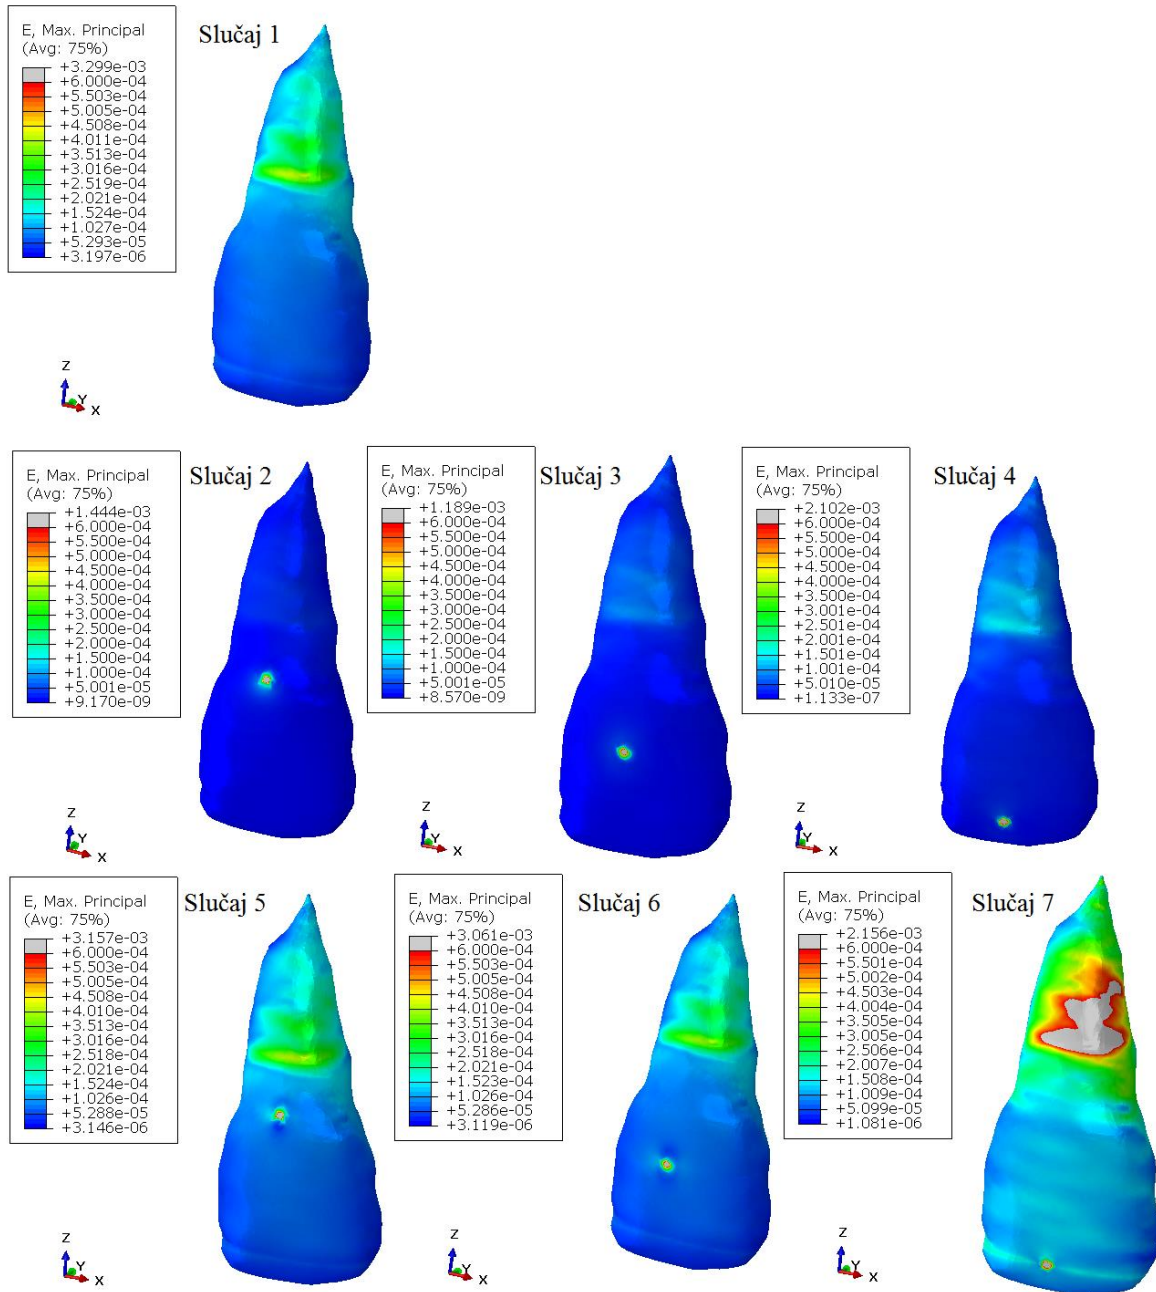 E, Max. Principal
(Avg: 75%)
+3.299e-03
+6.000e-04
+5.503e-04
+5.005e-04
+4.508e-04
+4.011e-04
+3.513e-04
+3.016e-04
+2.519e-04
+2.021e-04
+1.524e-04
+1.027e-04
+5.293e-05
+3.197e-06
Slučaj 1
Z
Y
X
E, Max. Principal
(Avg: 75%)
+1.444e-03
+6.000e-04
+5.500e-04
+5.000e-04
+4.500e-04
+4.000e-04
+3.500e-04
+3.000e-04
+2.500e-04
+2.000e-04
+1.500e-04
+1.000e-04
+5.001e-05
+9.170e-09
Slučaj 2
Z
Y
X
E, Max. Principal
(Avg: 75%)
+1.189e-03
+6.000e-04
+5.500e-04
+5.000e-04
+4.500e-04
+4.000e-04
+3.500e-04
+3.000e-04
+2.500e-04
+2.000e-04
+1.500e-04
+1.000e-04
+5.001e-05
+8.570e-09
Slučaj 3
Z
Y
X
E, Max. Principal
(Avg: 75%)
+2.102e-03
+6.000e-04
+5.500e-04
+5.000e-04
+4.500e-04
+4.000e-04
+3.500e-04
+3.001e-04
+2.501e-04
+2.001e-04
+1.501e-04
+1.001e-04
+5.010e-05
+1.133e-07
Slučaj 4
Z
Y
X
E, Max. Principal
(Avg: 75%)
+3.157e-03
+6.000e-04
+5.503e-04
+5.005e-04
+4.508e-04
+4.010e-04
+3.513e-04
+3.016e-04
+2.518e-04
+2.021e-04
+1.524e-04
+1.026e-04
+5.288e-05
+3.146e-06
Slučaj 5
Z
Y
X
E, Max. Principal
(Avg: 75%)
+3.061e-03
+6.000e-04
+5.503e-04
+5.005e-04
+4.508e-04
+4.010e-04
+3.513e-04
+3.016e-04
+2.518e-04
+2.021e-04
+1.523e-04
+1.026e-04
+5.286e-05
+3.119e-06
Slučaj 6
Z
Y
X
E, Max. Principal
(Avg: 75%)
+2.156e-03
+6.000e-04
+5.501e-04
+5.002e-04
+4.503e-04
+4.004e-04
+3.505e-04
+3.005e-04
+2.506e-04
+2.007e-04
+1.508e-04
+1.009e-04
+5.099e-05
+1.081e-06
Slučaj 7
Z
Y
X